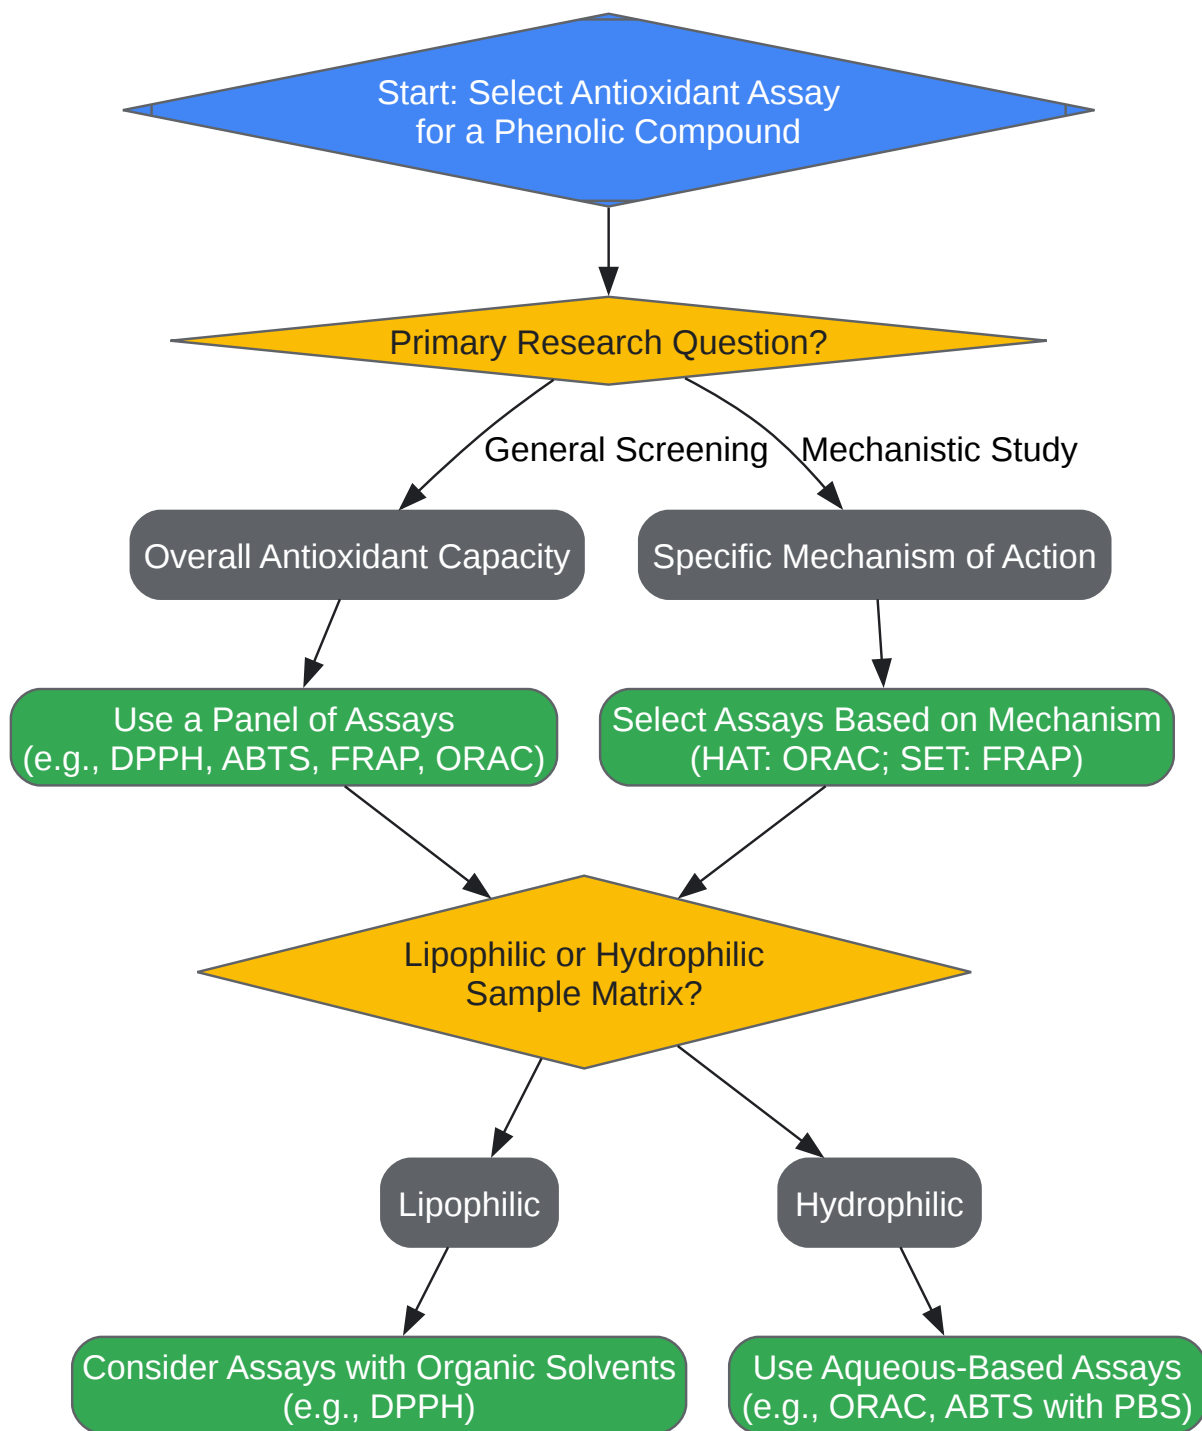 Start: Select Antioxidant Assay
for a Phenolic Compound
Primary Research Question?
General Screening
Mechanistic Study
Overall Antioxidant Capacity
Specific Mechanism of Action
Use a Panel of Assays
(e.g., DPPH, ABTS, FRAP, ORAC)
Select Assays Based on Mechanism
(HAT: ORAC; SET: FRAP)
Lipophilic or Hydrophilic
Sample Matrix?
Lipophilic
Hydrophilic
Consider Assays with Organic Solvents
(e.g., DPPH)
Use Aqueous-Based Assays
(e.g., ORAC, ABTS with PBS)